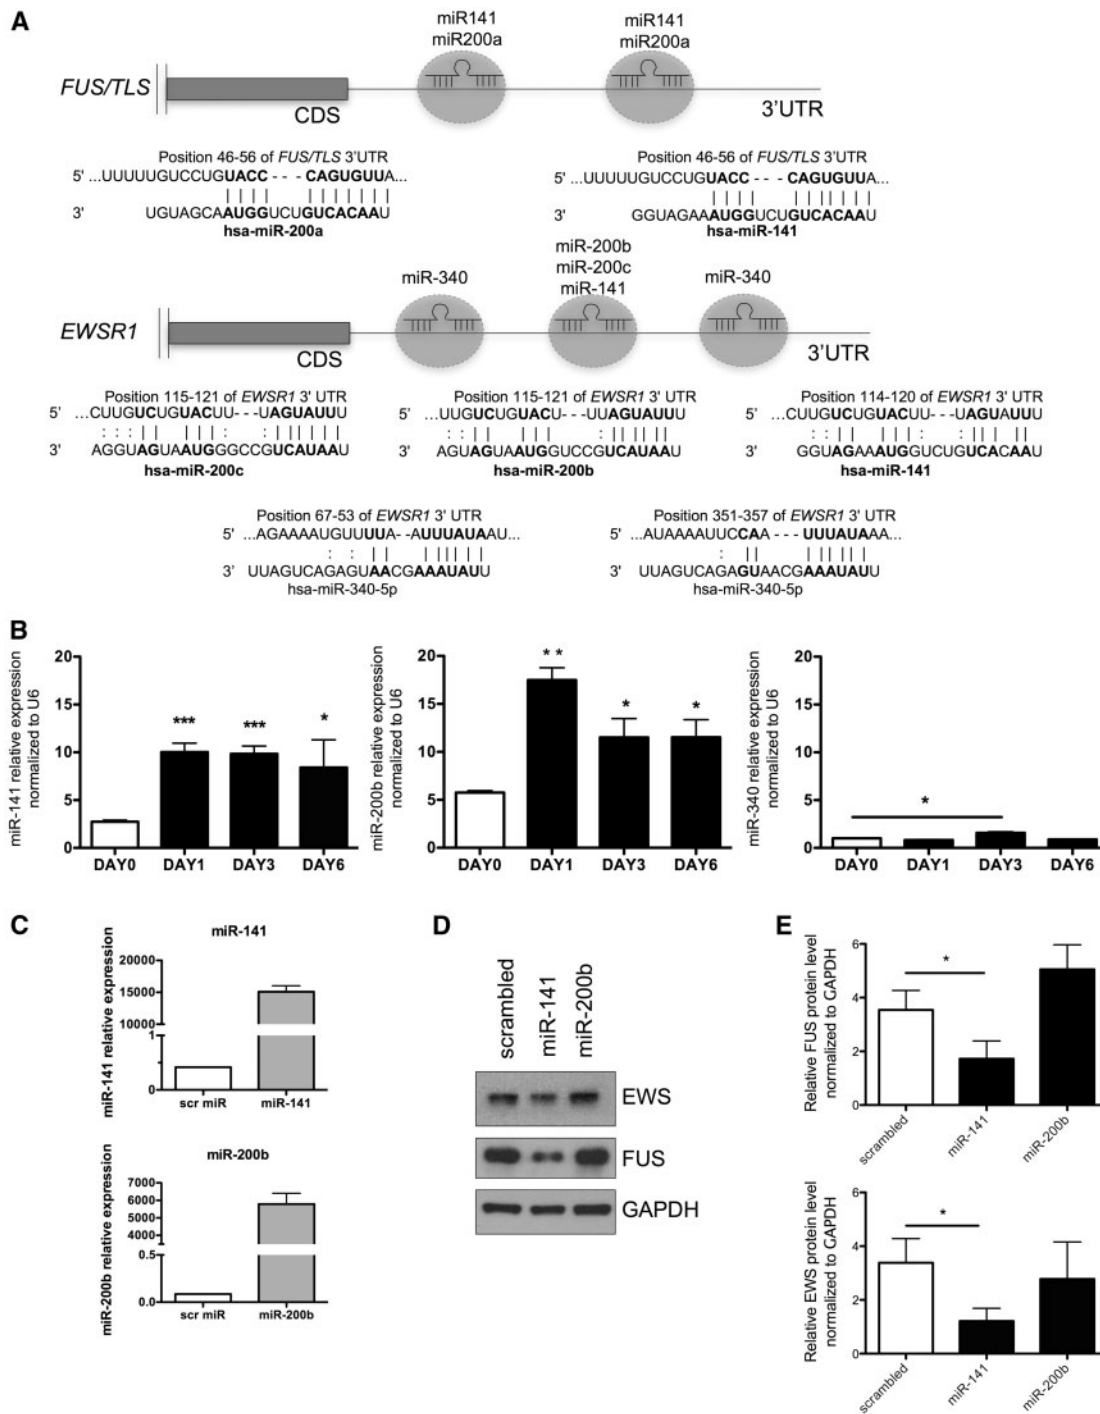 A
miR141
miR200a
miR141
miR200a
FUS/TLS
CDS
3'UTR
Position 46-56 of FUS/TLS 3'UTR
5' ...UUUUUGUCCUGUACC - - - CAGUGUUA...
3' UGUAGCAAUGGUCUGUCACAAU
hsa-miR-200a
Position 46-56 of FUS/TLS 3'UTR
5' ...UUUUUGUCCUGUACC - - - CAGUGUUA...
3' GGUAGAAAUGGUCUGUCACAAU
hsa-miR-141
miR-340
miR-200b
miR-200c
miR-141
miR-340
EWSR1
CDS
3'UTR
Position 115-121 of EWSR1 3' UTR
5' ...CUUGUCUGUACUU---UAGUAUUU
3' AGGUAGUAAUGGGCCGUCAUAAU
hsa-miR-200c
Position 115-121 of EWSR1 3' UTR
5' ...UUGUCUGUACU---UUAGUAUUU
3' AGUAGUAAUGGUCCGUCAUAAU
hsa-miR-200b
Position 114-120 of EWSR1 3' UTR
5' ...CUUGUCUGUACUU---UAGUAUUU
3' GGUAGAAAUGGUCUGUCACAAU
hsa-miR-141
Position 67-53 of EWSR1 3' UTR
5' ...AGAAAAUGUUUUA- -AUUUAUAAU...
3' UUAGUCAGAGUAACGAAAUAUU
hsa-miR-340-5p
Position 351-357 of EWSR1 3' UTR
5' ...AUAAAAUUCCAA- - -UUUAUAAA...
3' UUAGUCAGAGUAACGAAAUAUU
hsa-miR-340-5p
B
miR-141 relative expression
normalized to U6
20
15
10
5
0
***
***
*
DAY0 DAY1 DAY3 DAY6
miR-200b relative expression
normalized to U6
20
15
10
5
0
* *
*
*
DAY0 DAY1 DAY3 DAY6
miR-340 relative expression
normalized to U6
20
15
10
5
0
*
DAY0 DAY1 DAY3 DAY6
C
miR-141
miR-141 relative expression
20000
15000
10000
1
0
scr miR miR-141
miR-200b
miR-200b relative expression
7000
6000
5000
4000
0.5
0.0
scr miR miR-200b
D
scrambled
miR-141
miR-200b
EWS
FUS
GAPDH
E
Relative FUS protein level
normalized to GAPDH
6
4
2
0
*
scrambled
miR-141
miR-200b
Relative EWS protein level
normalized to GAPDH
6
4
2
0
*
scrambled
miR-141
miR-200b